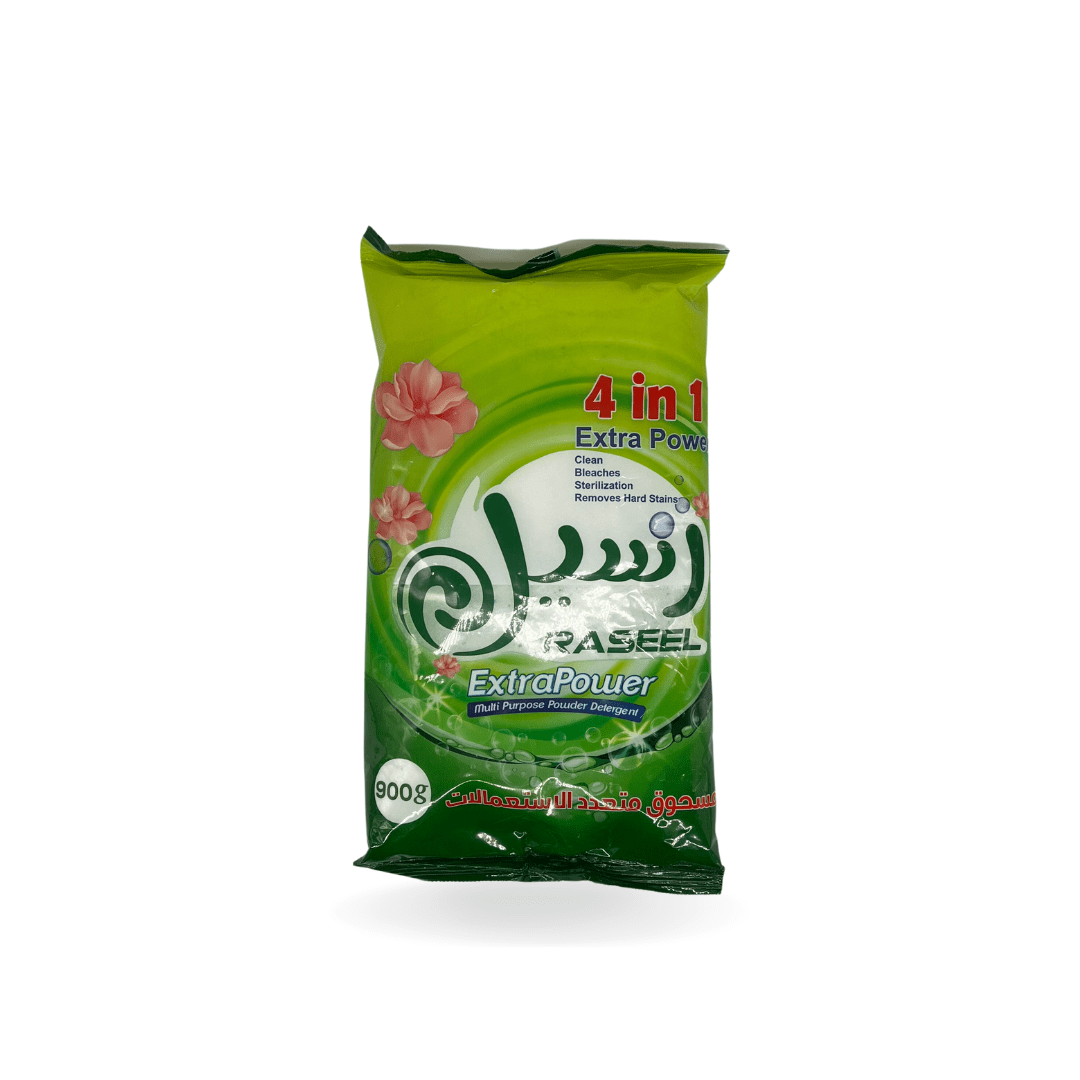 4 in 1
Extra Powe
Clean
Bleaches
Sterilization
Removes Hard Stains
رسيل
RASEEL
ExtraPower
Multi Purpose Powder Detergent
900g
مسحوق متعدد الاستعمالات